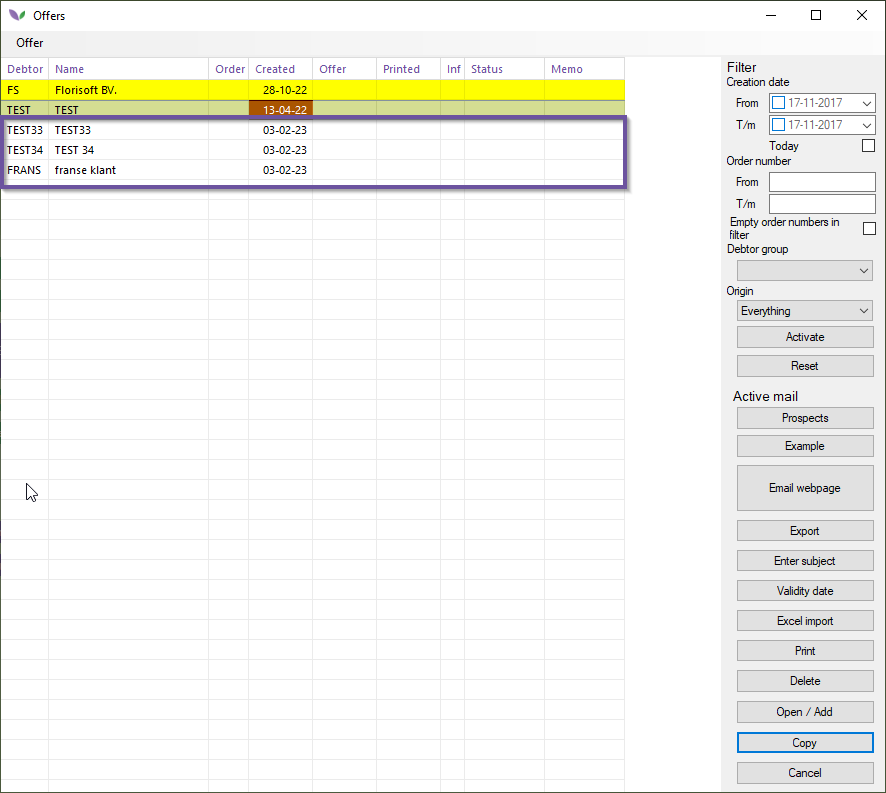 Offers
Offer
Debtor Name Order Created Offer Printed Inf Status Memo
FS Florisoft BV. 28-10-22
TEST TEST 13-04-22
TEST33 TEST33 03-02-23
TEST34 TEST 34 03-02-23
FRANS franse klant 03-02-23
Filter
Creation date
From 17-11-2017
T/m 17-11-2017
Today
Order number
From
T/m
Empty order numbers in
filter
Debtor group
Origin
Everything
Activate
Reset
Active mail
Prospects
Example
Email webpage
Export
Enter subject
Validity date
Excel import
Print
Delete
Open / Add
Copy
Cancel